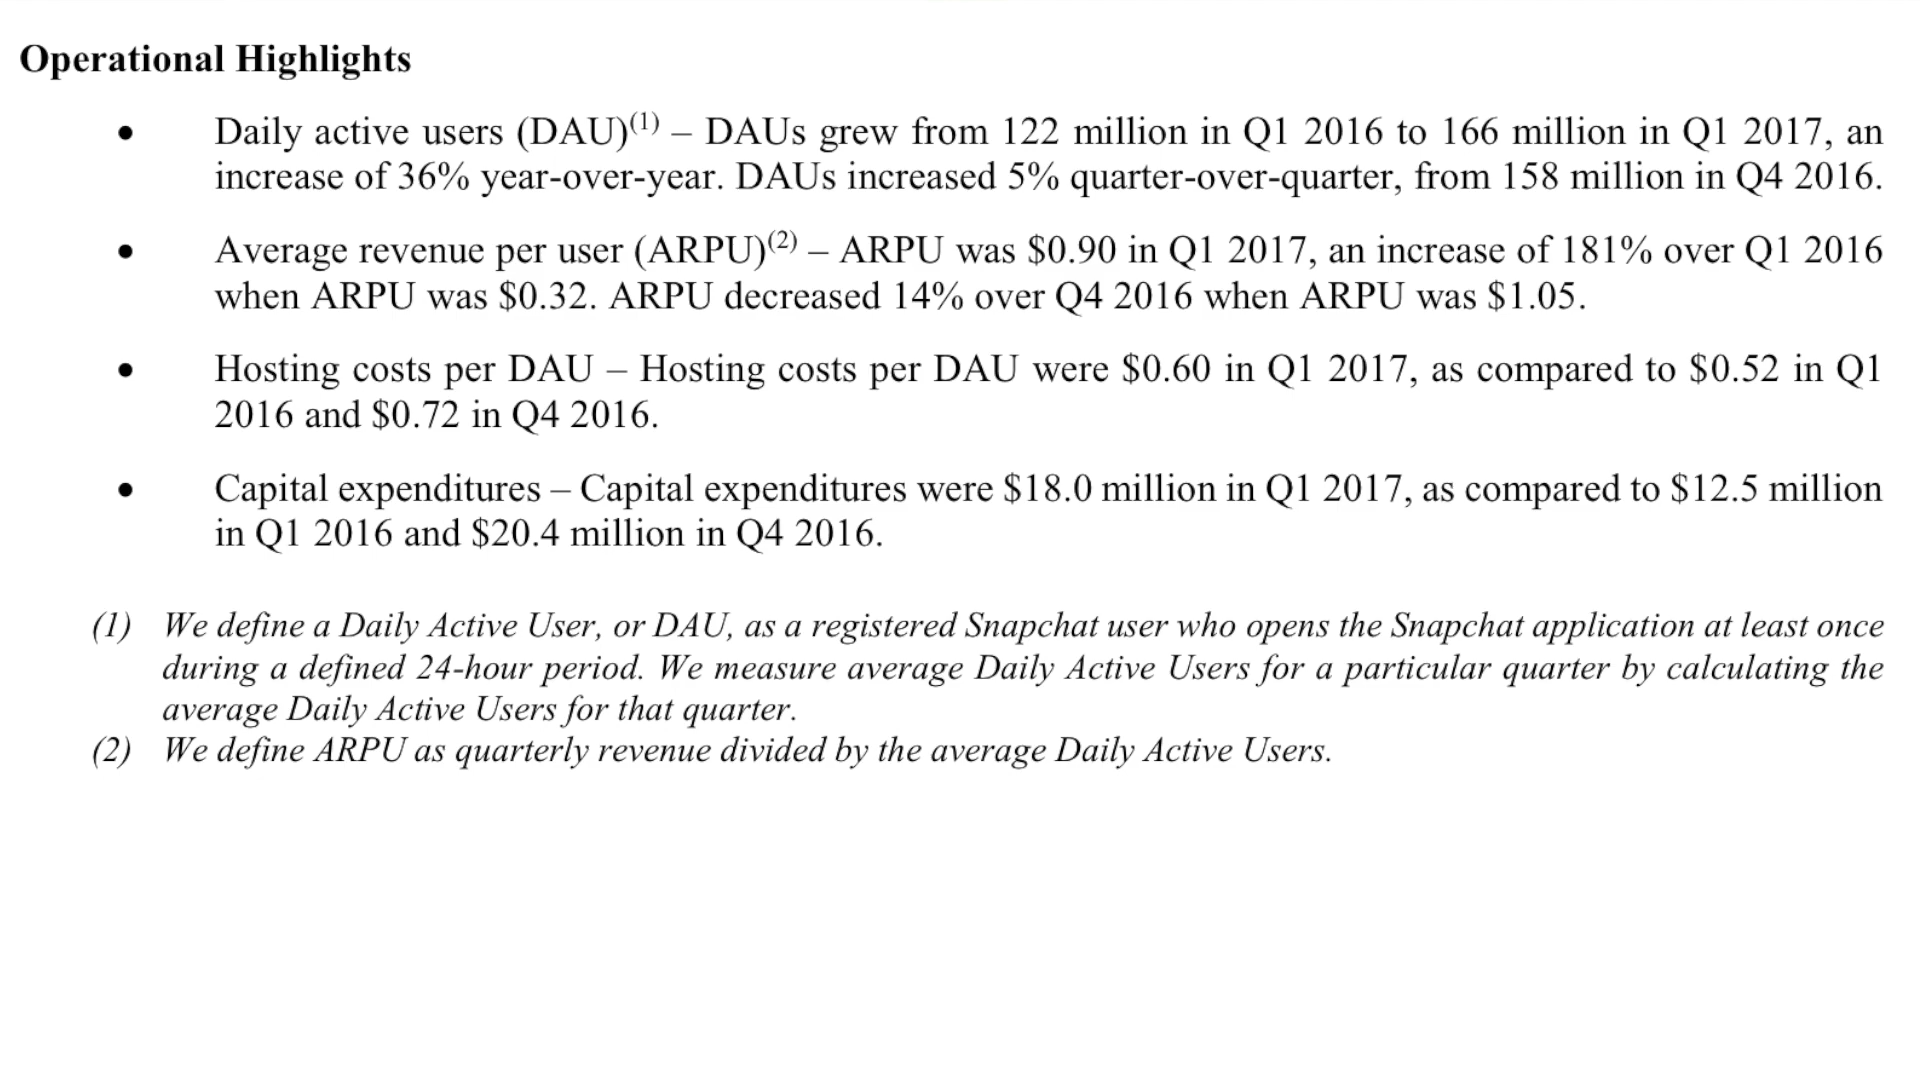 Operational Highlights
• Daily active users (DAU)(1) – DAUs grew from 122 million in Q1 2016 to 166 million in Q1 2017, an
increase of 36% year-over-year. DAUs increased 5% quarter-over-quarter, from 158 million in Q4 2016.
• Average revenue per user (ARPU)(2) – ARPU was $0.90 in Q1 2017, an increase of 181% over Q1 2016
when ARPU was $0.32. ARPU decreased 14% over Q4 2016 when ARPU was $1.05.
• Hosting costs per DAU – Hosting costs per DAU were $0.60 in Q1 2017, as compared to $0.52 in Q1
2016 and $0.72 in Q4 2016.
• Capital expenditures – Capital expenditures were $18.0 million in Q1 2017, as compared to $12.5 million
in Q1 2016 and $20.4 million in Q4 2016.
(1) We define a Daily Active User, or DAU, as a registered Snapchat user who opens the Snapchat application at least once
during a defined 24-hour period. We measure average Daily Active Users for a particular quarter by calculating the
average Daily Active Users for that quarter.
(2) We define ARPU as quarterly revenue divided by the average Daily Active Users.